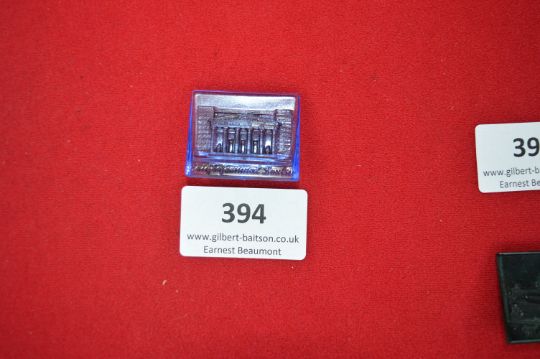 394
www.gilbert-baitson.co.uk
Earnest Beaumont
39
www.gilbert-b
Earnest Be